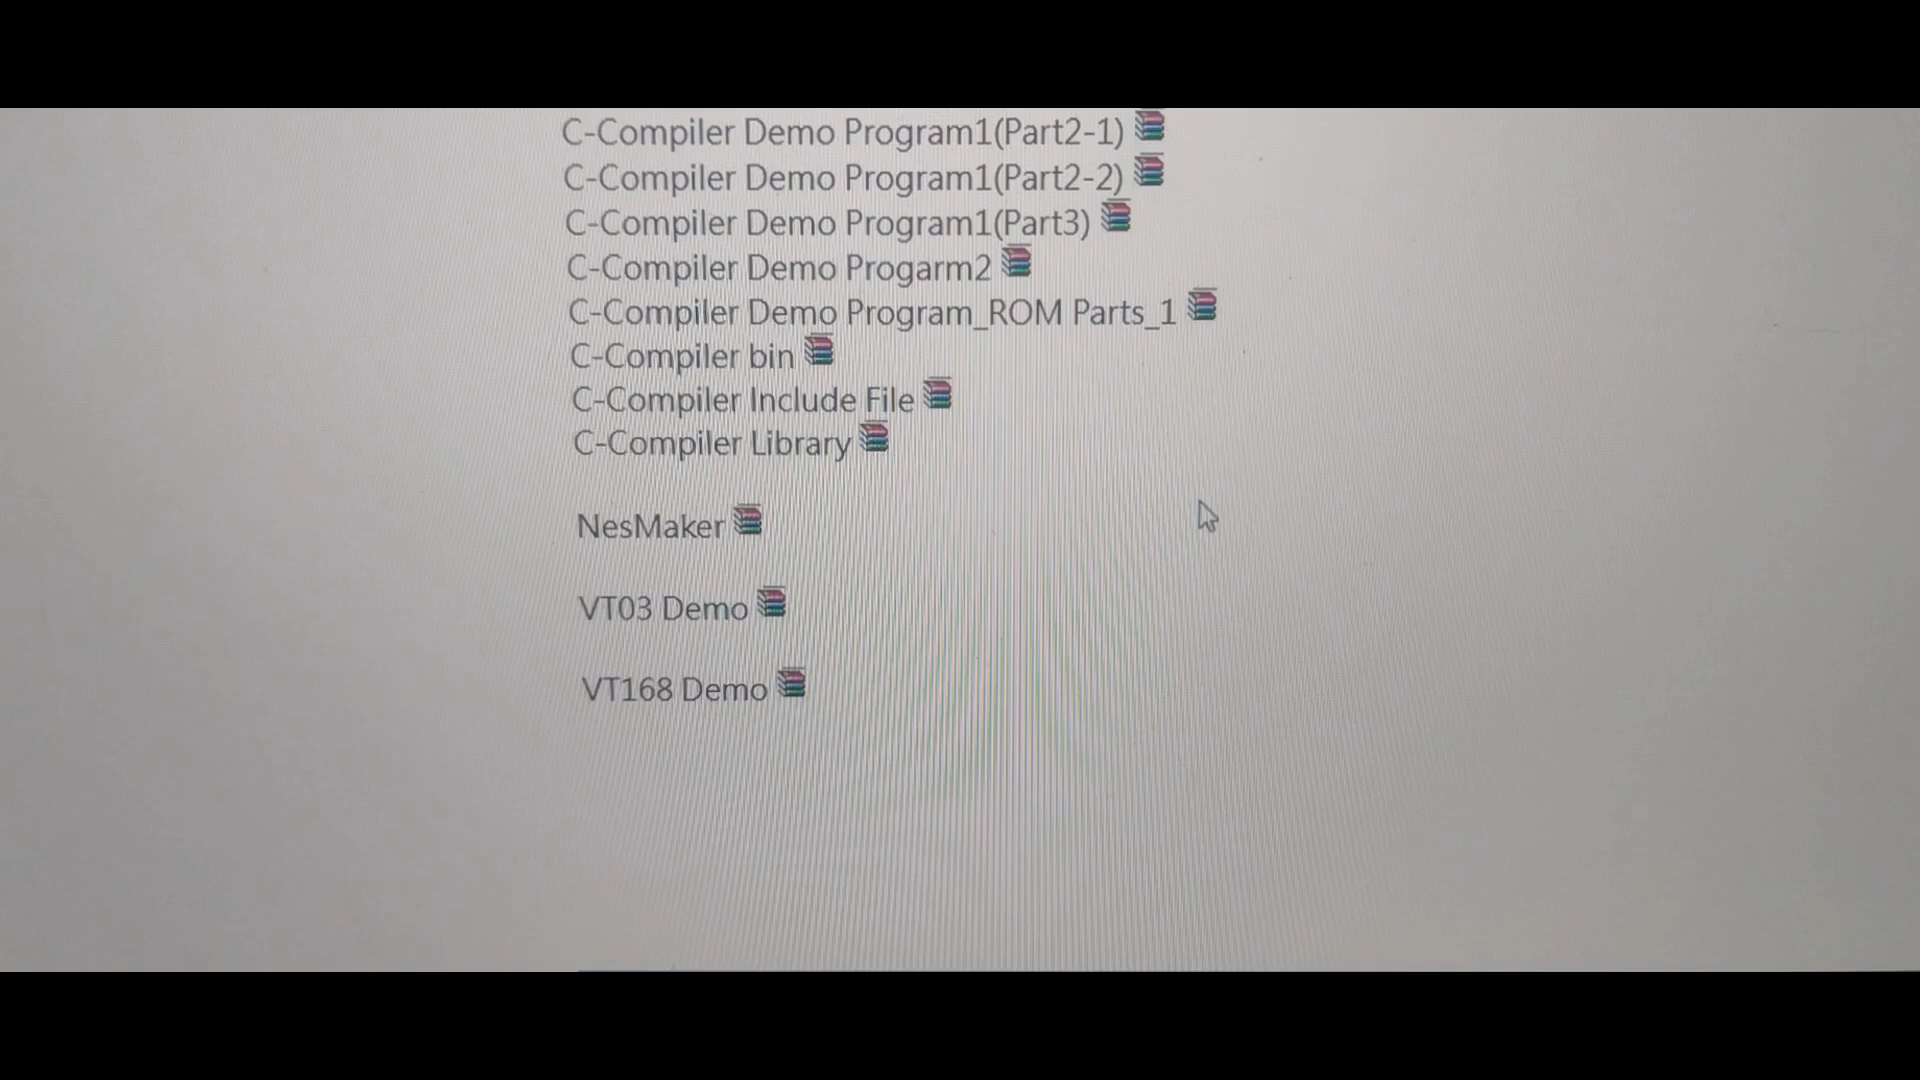 C-Compiler Demo Program1(Part2-1)
C-Compiler Demo Program1(Part2-2)
C-Compiler Demo Program1(Part3)
C-Compiler Demo Progarm2
C-Compiler Demo Program_ROM Parts_1
C-Compiler bin
C-Compiler Include File
C-Compiler Library
NesMaker
VT03 Demo
VT168 Demo